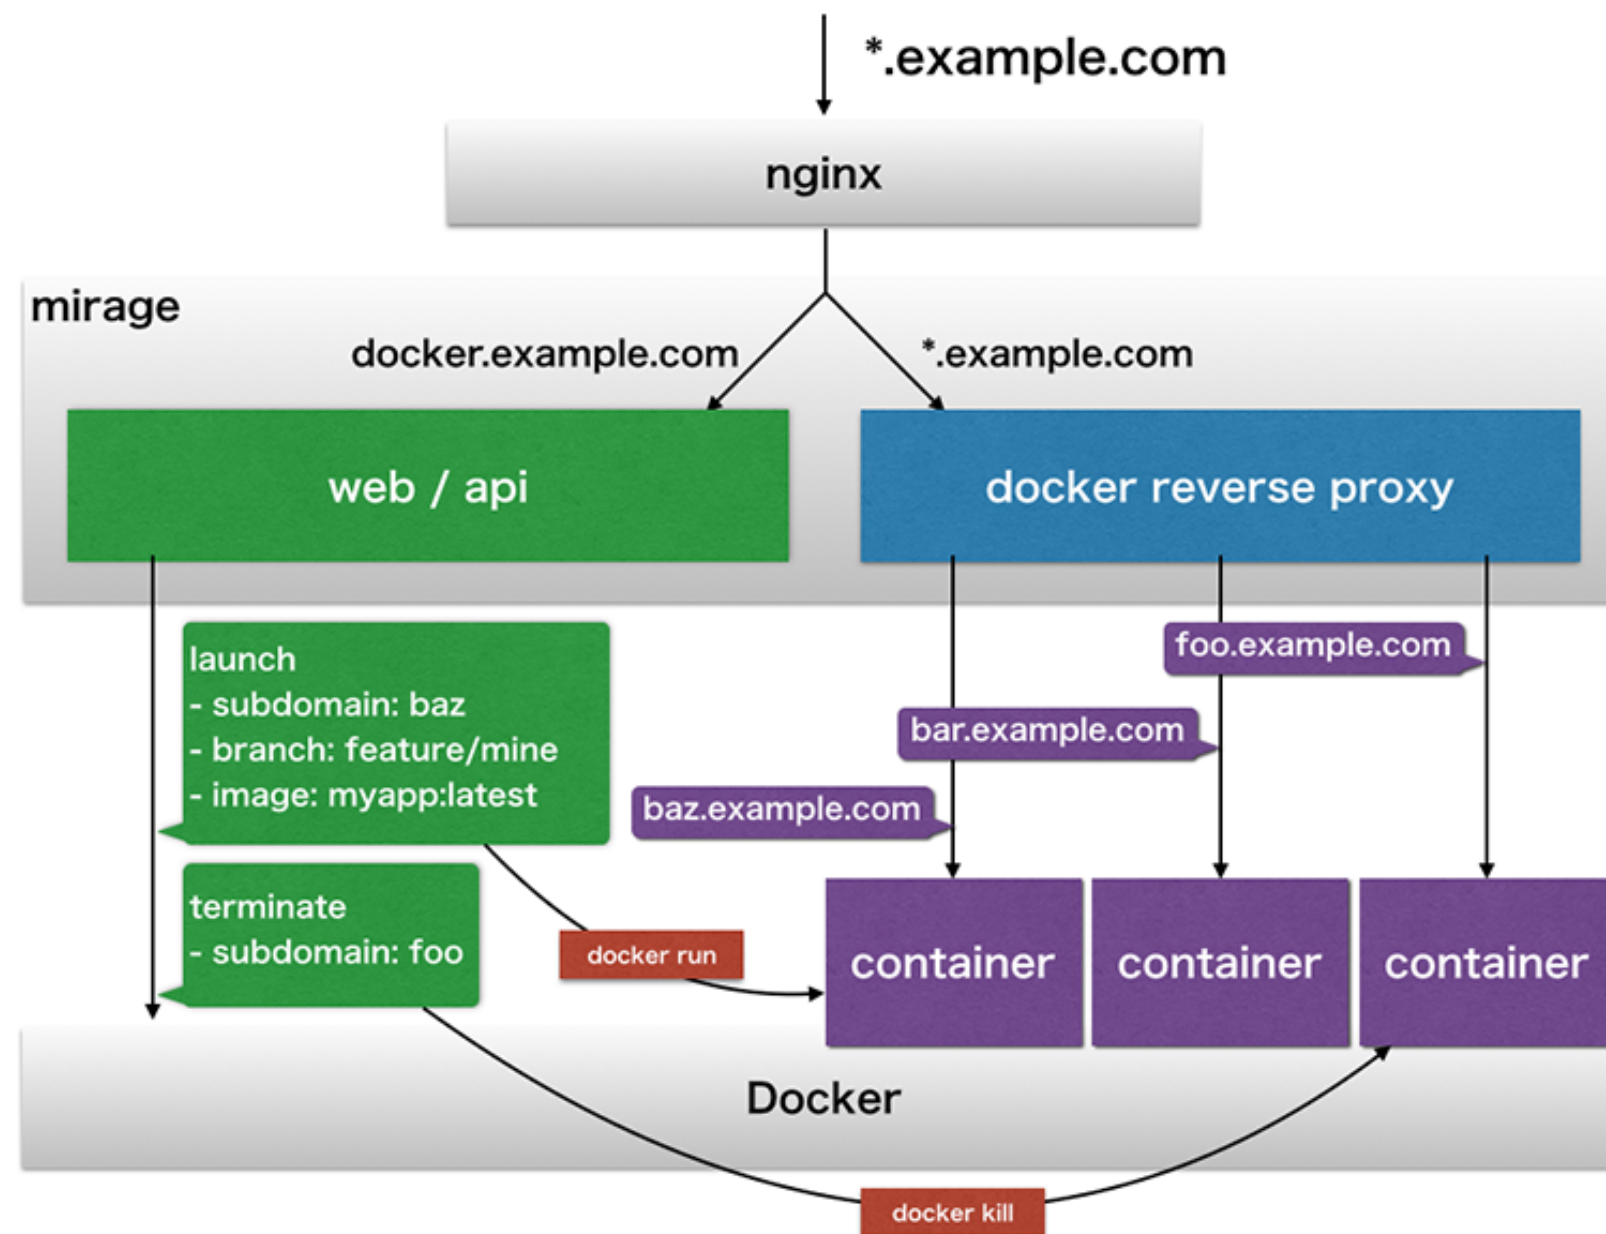 *.example.com
nginx
mirage
docker.example.com
*.example.com
web / api
docker reverse proxy
launch
- subdomain: baz
- branch: feature/mine
- image: myapp:latest
foo.example.com
bar.example.com
baz.example.com
terminate
- subdomain: foo
docker run
container
container
container
Docker
docker kill